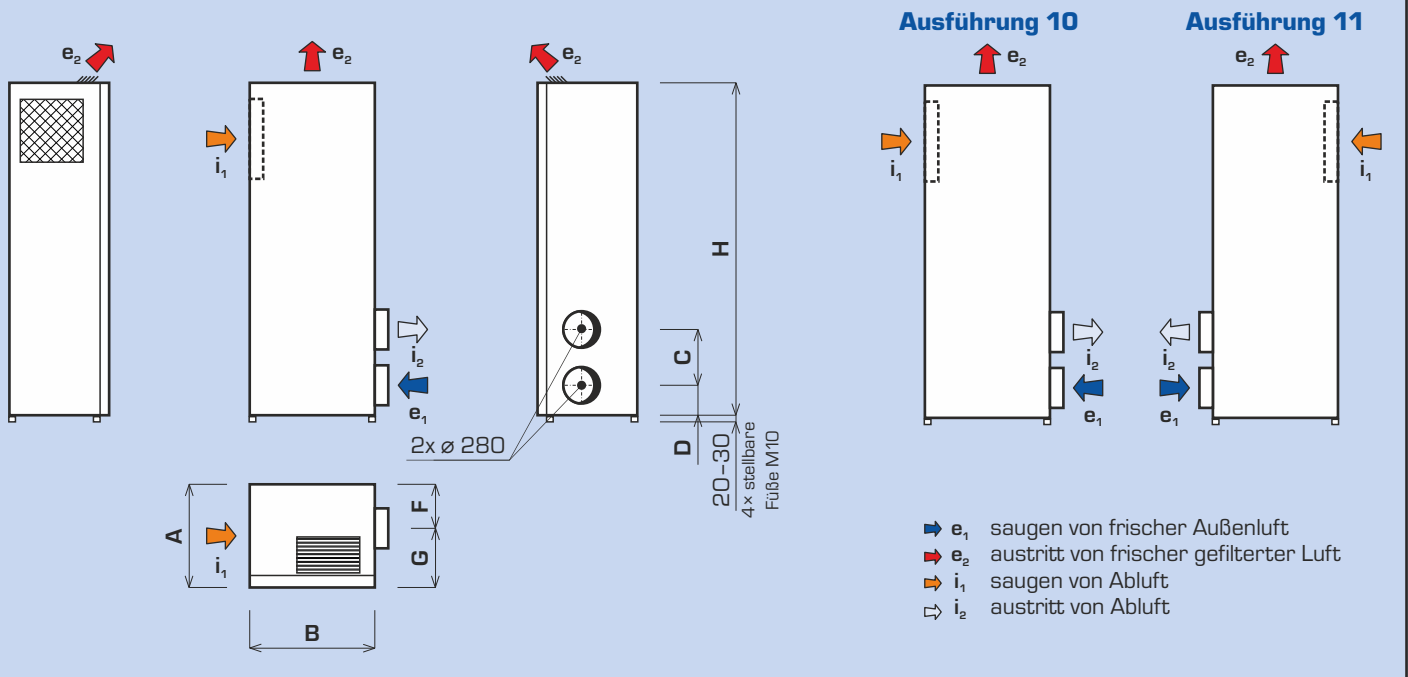 Ausführung 10
Ausführung 11
e₂
e₂
e₂
e₂
e₂
i₁
i₁
i₁
i₂
e₁
i₂
e₁
i₂
e₁
H
C
D
2x ø 280
20-30
4× stellbare
Füße M10
A
i₁
F
G
B
e₁ saugen von frischer Außenluft
e₂ austritt von frischer gefilterter Luft
i₁ saugen von Abluft
i₂ austritt von Abluft